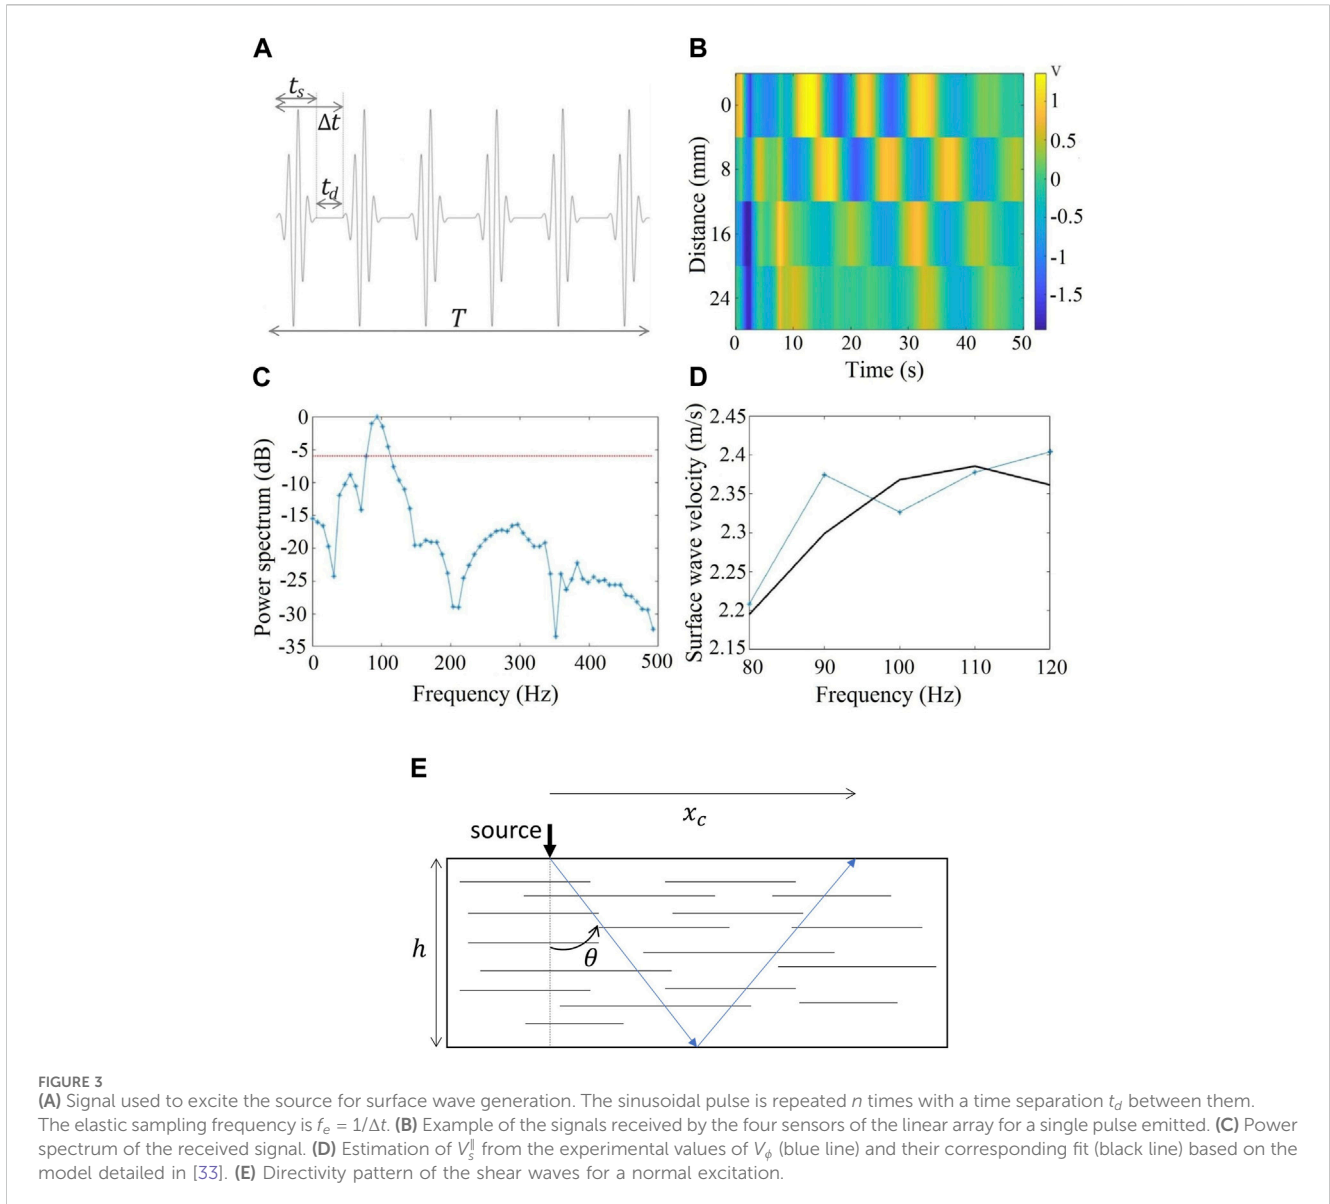 A
t_s
Δt
t_d
T
B
V
1
0.5
0
-0.5
-1
-1.5
0
8
16
24
Distance (mm)
0 10 20 30 40 50
Time (s)
C
0
-5
-10
-15
-20
-25
-30
-35
Power spectrum (dB)
0 100 200 300 400 500
Frequency (Hz)
D
2.45
2.4
2.35
2.3
2.25
2.2
2.15
Surface wave velocity (m/s)
80 90 100 110 120
Frequency (Hz)
E
x_c
source
h
θ
FIGURE 3
(A) Signal used to excite the source for surface wave generation. The sinusoidal pulse is repeated n times with a time separation t_d between them.
The elastic sampling frequency is f_e = 1/Δt. (B) Example of the signals received by the four sensors of the linear array for a single pulse emitted. (C) Power
spectrum of the received signal. (D) Estimation of V_s^∥ from the experimental values of V_ϕ (blue line) and their corresponding fit (black line) based on the
model detailed in [33]. (E) Directivity pattern of the shear waves for a normal excitation.